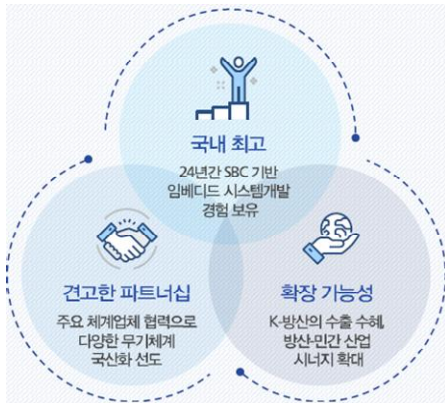 국내 최고
24년간 SBC 기반
임베디드 시스템개발
경험 보유
견고한 파트너십
주요 체계업체 협력으로
다양한 무기체계
국산화 선도
확장 가능성
K-방산의 수출 수혜,
방산-민간 산업
시너지 확대